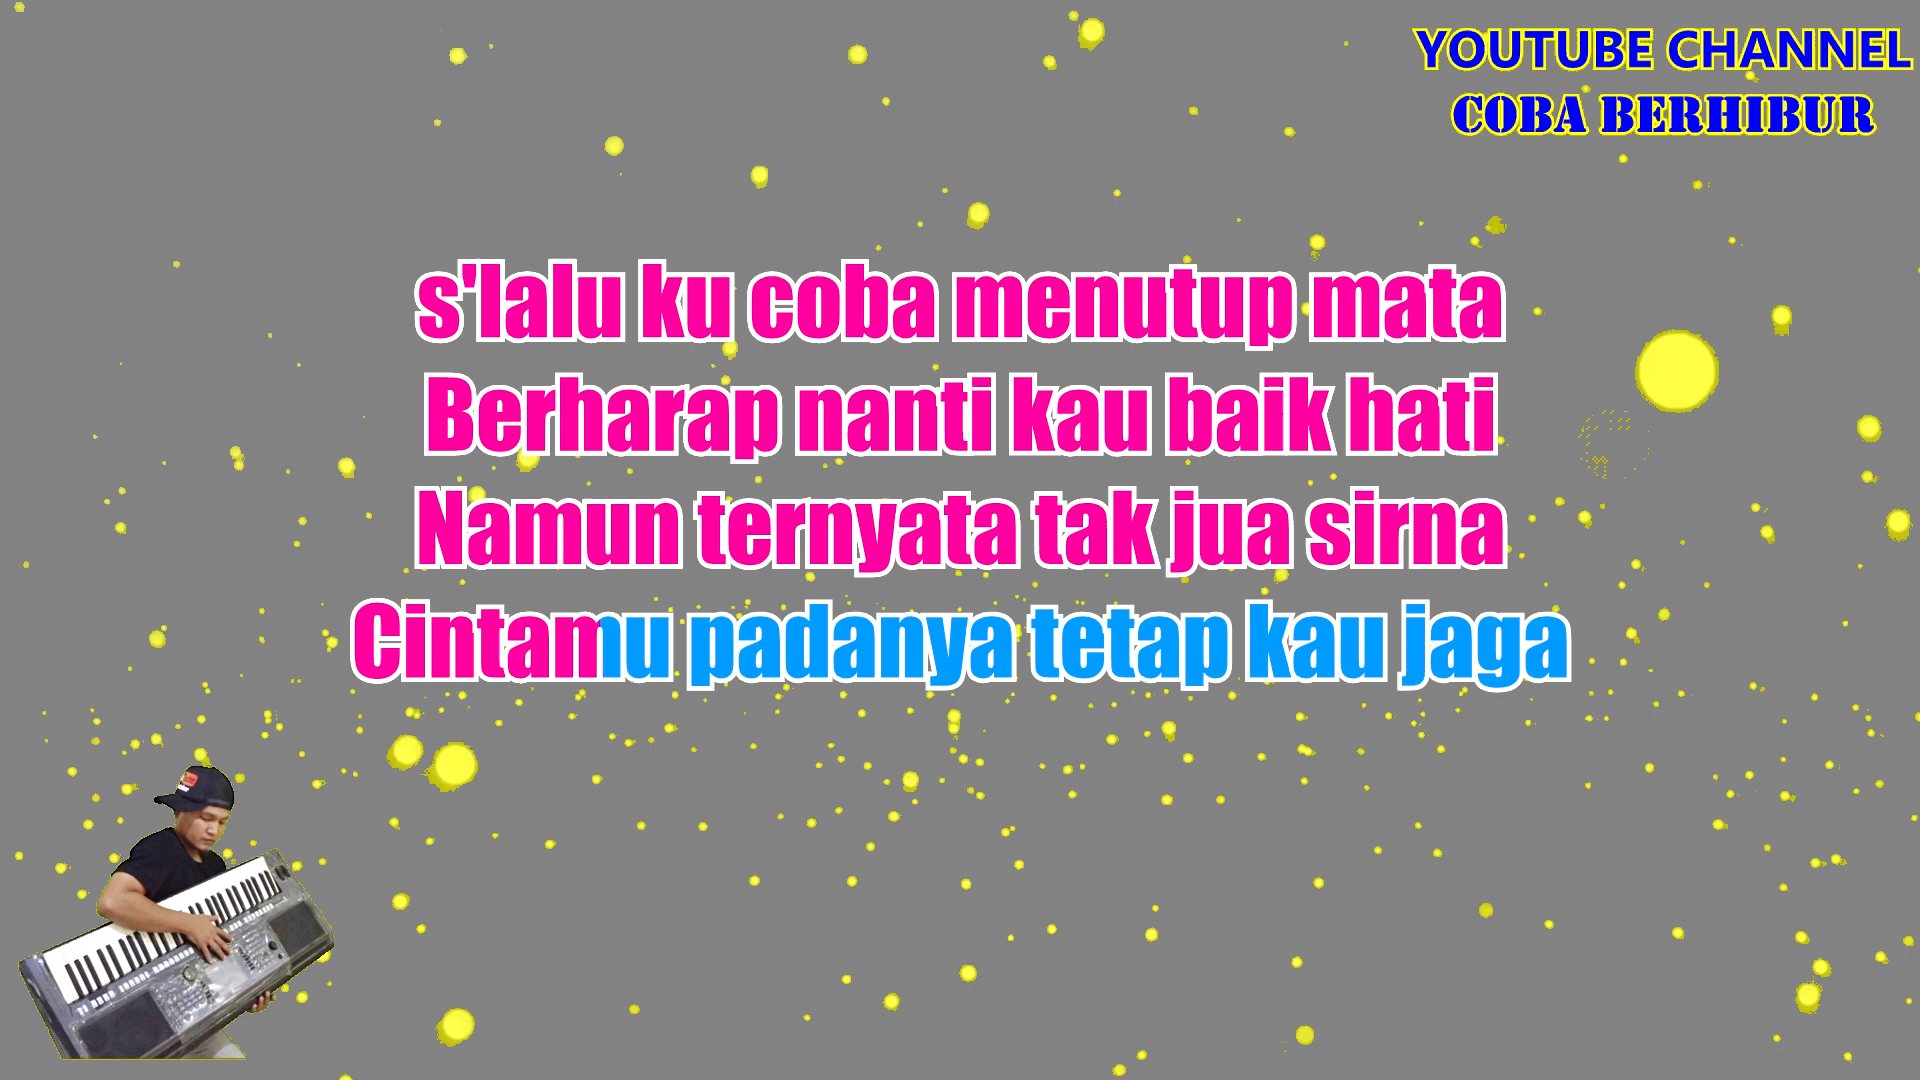 YOUTUBE CHANNEL
COBA BERHIBUR
s'lalu ku coba menutup mata
Berharap nanti kau baik hati
Namun ternyata tak jua sirna
Cintamu padanya tetap kau jaga